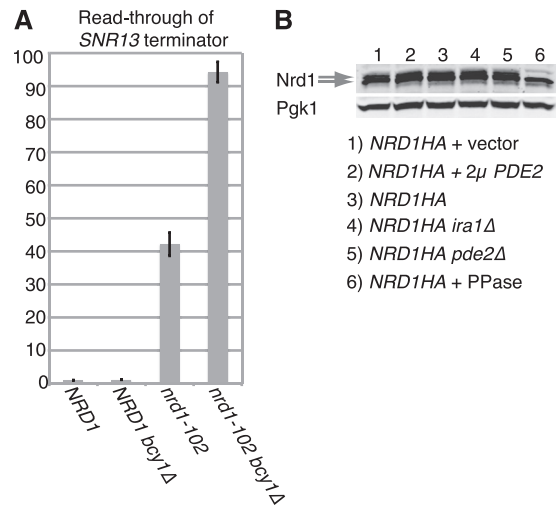 A
Read-through of
SNR13 terminator
100
90
80
70
60
50
40
30
20
10
0
NRD1
NRD1 bcy1Δ
nrd1-102
nrd1-102 bcy1Δ
B
1 2 3 4 5 6
Nrd1
Pgk1
1) NRD1HA + vector
2) NRD1HA + 2µ PDE2
3) NRD1HA
4) NRD1HA ira1Δ
5) NRD1HA pde2Δ
6) NRD1HA + PPase